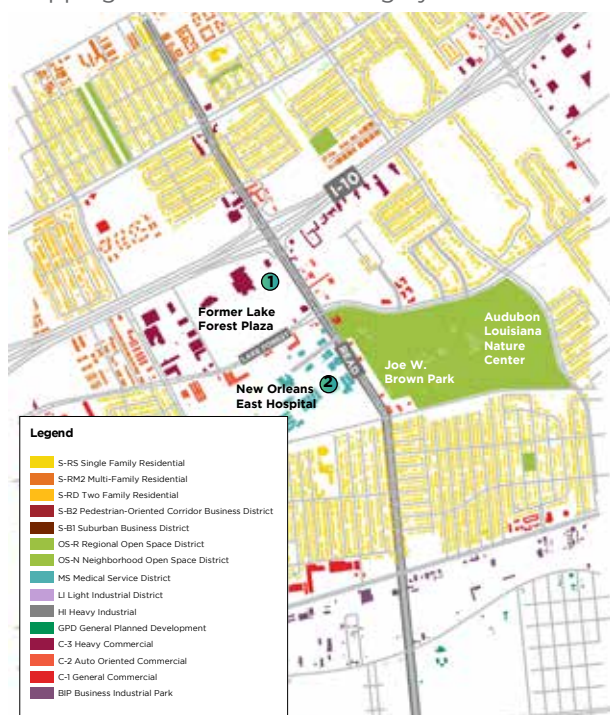 I-10
1
Former Lake
Forest Plaza
LAKE FOREST
Audubon
Louisiana
Nature
Center
Joe W.
Brown Park
2
New Orleans
East Hospital
Legend
S-RS Single Family Residential
S-RM2 Multi-Family Residential
S-RD Two Family Residential
S-B2 Pedestrian-Oriented Corridor Business District
S-B1 Suburban Business District
OS-R Regional Open Space District
OS-N Neighborhood Open Space District
MS Medical Service District
LI Light Industrial District
HI Heavy Industrial
GPD General Planned Development
C-3 Heavy Commercial
C-2 Auto Oriented Commercial
C-1 General Commercial
BIP Business Industrial Park